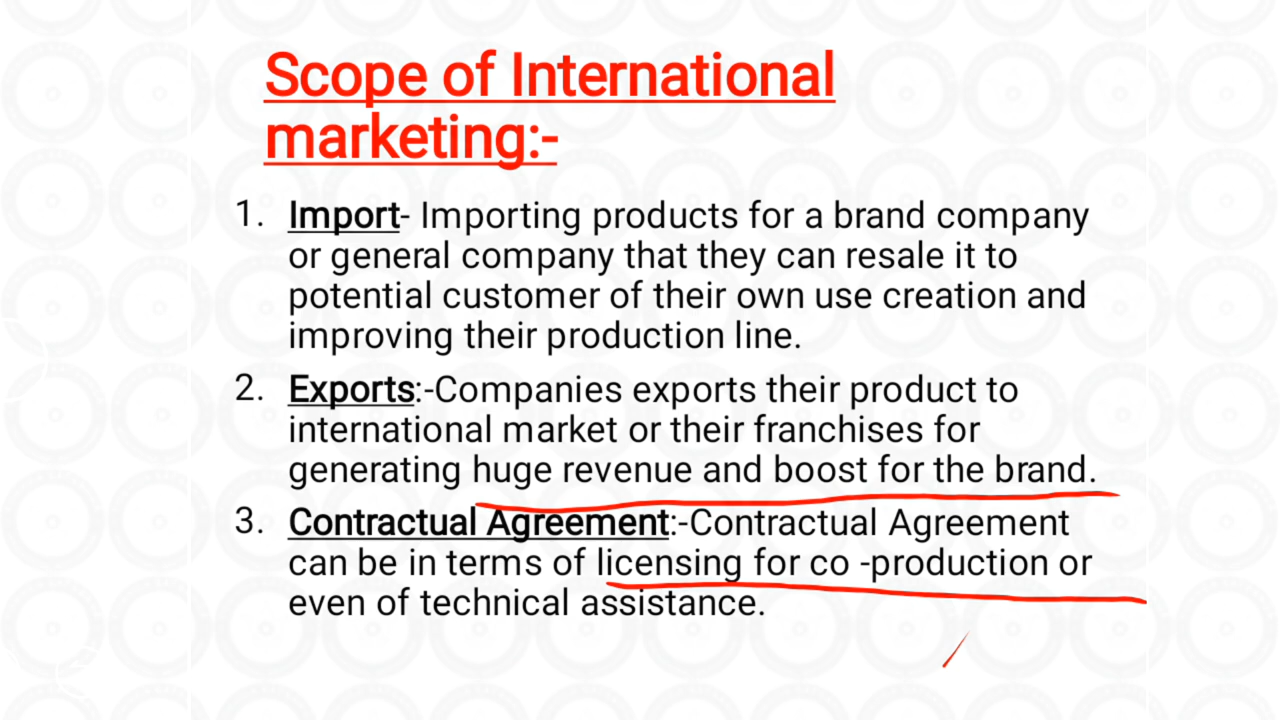 Scope of International
marketing:-
1. Import- Importing products for a brand company
or general company that they can resale it to
potential customer of their own use creation and
improving their production line.
2. Exports:-Companies exports their product to
international market or their franchises for
generating huge revenue and boost for the brand.
3. Contractual Agreement:-Contractual Agreement
can be in terms of licensing for co -production or
even of technical assistance.